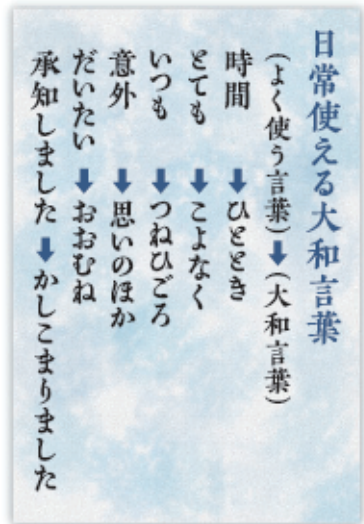 日常使える大和言葉
(よく使う言葉)➡(大和言葉)
時間➡ひととき
とても➡こよなく
いつも➡つねひごろ
意外➡思いのほか
だいたい➡おおむね
承知しました➡かしこまりました